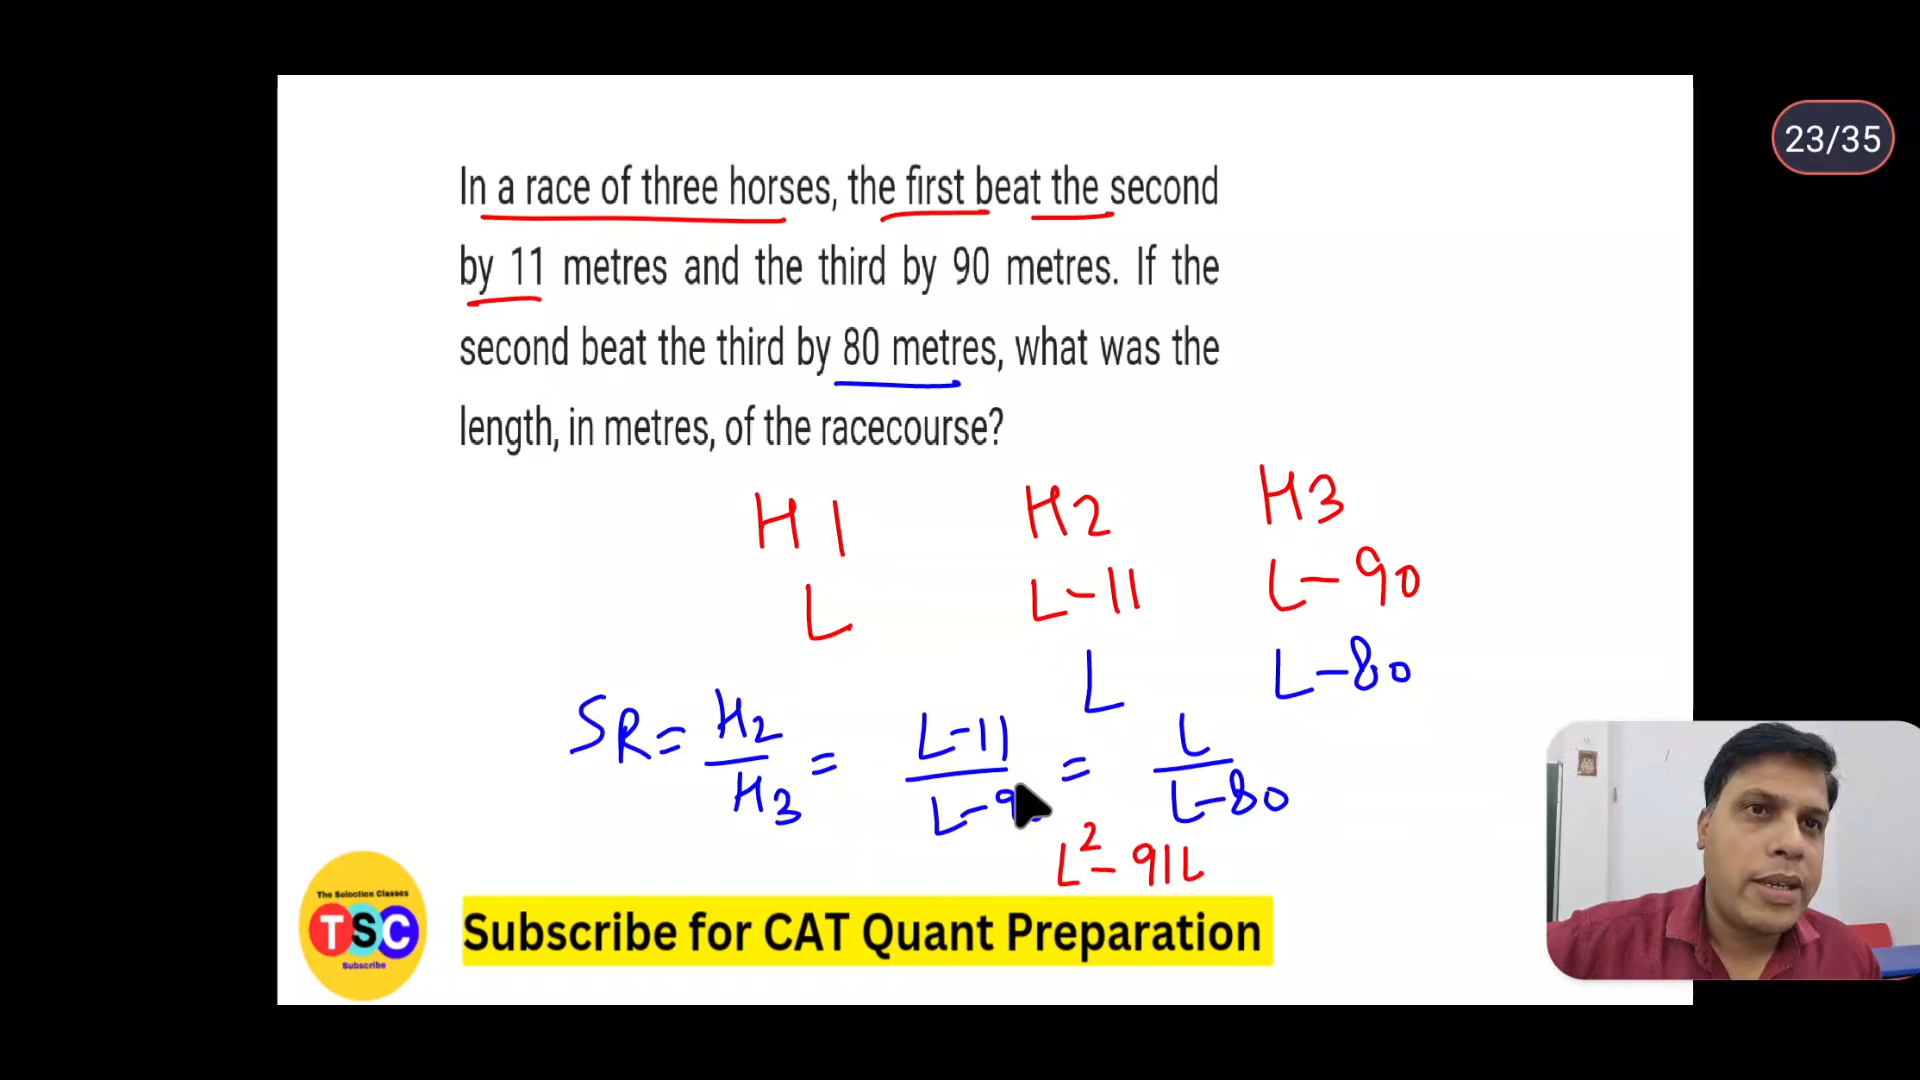 23/35
In a race of three horses, the first beat the second
by 11 metres and the third by 90 metres. If the
second beat the third by 80 metres, what was the
length, in metres, of the racecourse?
H1 H2 H3
L L-11 L-90
L L-80
SR = H2/H3 = L-11/L-9 = L/L-80
L²-91L
The Selection Classes
TSC
Subscribe
Subscribe for CAT Quant Preparation